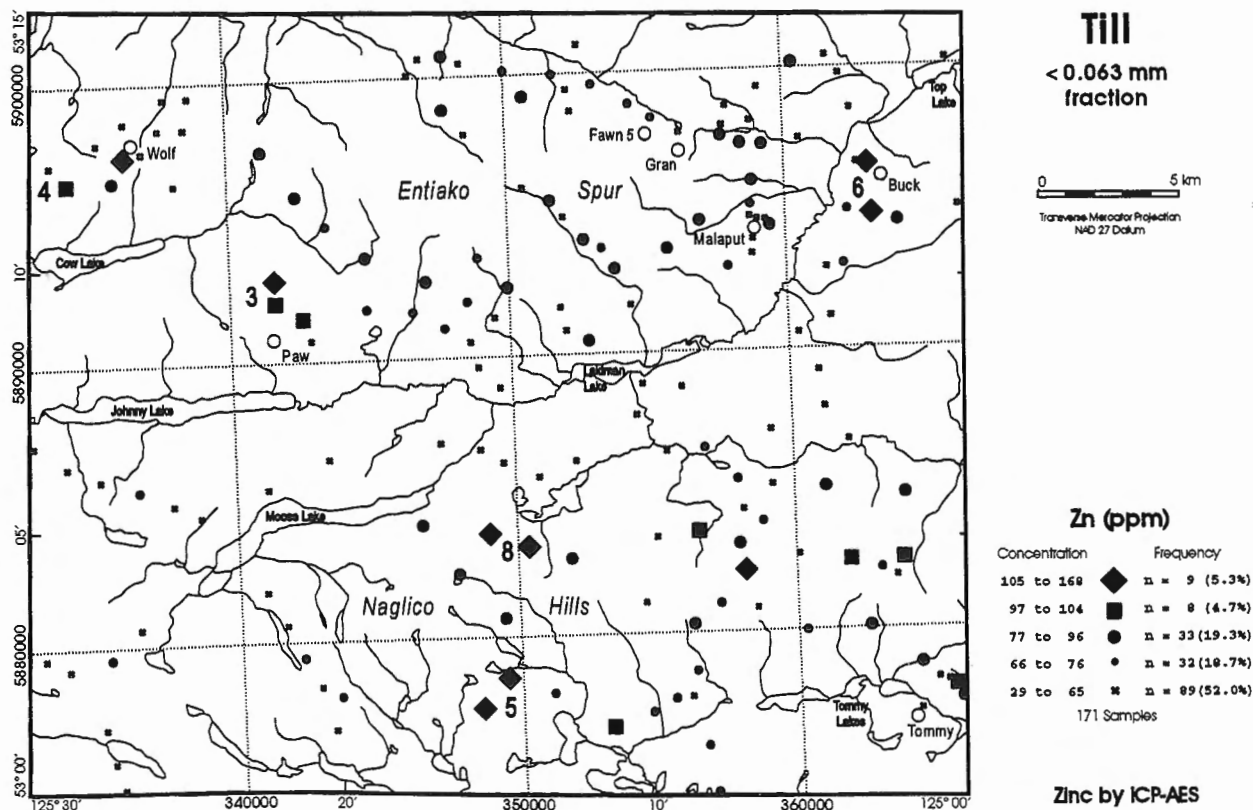 53° 15′
5900000
10′
5890000
05′
5880000
53° 00′
125° 30′
340000
20′
350000
10′
360000
125° 00′
Top
Lake
Fawn 5
Gran
Wolf
4
Entiako
Spur
6
Buck
Malaput
Cow Lake
3
Paw
Laidman
Lake
Johnny Lake
Moose Lake
8
Naglico
Hills
5
Tommy
Lakes
Tommy
Till
< 0.063 mm
fraction
0 5 km
Transverse Mercator Projection
NAD 27 Datum
Zn (ppm)
Concentration Frequency
105 to 168 n = 9 (5.3%)
97 to 104 n = 8 (4.7%)
77 to 96 n = 33(19.3%)
66 to 76 n = 32(18.7%)
29 to 65 n = 89(52.0%)
171 Samples
Zinc by ICP-AES